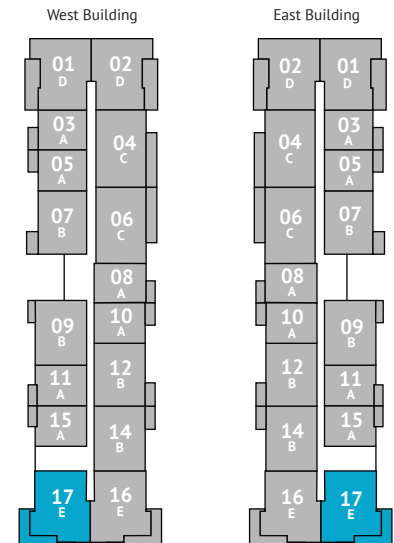 West Building
East Building
01
D
02
D
03
A
04
C
05
A
07
B
06
C
08
A
09
B
10
A
11
A
12
B
15
A
14
B
17
E
16
E
02
D
01
D
04
C
03
A
05
A
06
C
07
B
08
A
10
A
09
B
12
B
11
A
14
B
15
A
16
E
17
E